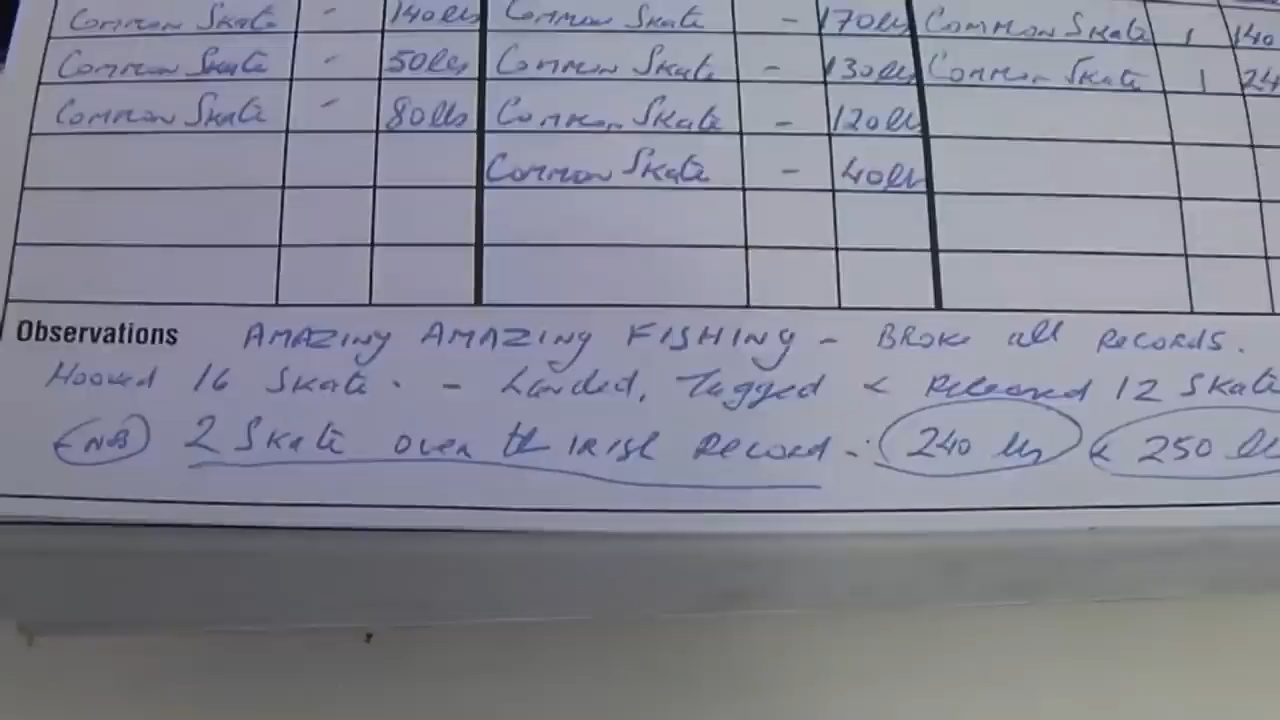 Common Skate - 140lbs Common Skate - 170lbs Common Skate 1 140
Common Skate - 50lbs Common Skate - 130lbs Common Skate 1 24
Common Skate - 80lbs Common Skate - 120lbs
Common Skate - 40lbs
Observations AMAZINg AMAZINg FISHINg - BROKE all RECORDS.
Hooked 16 Skate. - Landed, Tagged & Released 12 Skate
NB 2 Skate over the IRISh Record - 240 lbs & 250 lb